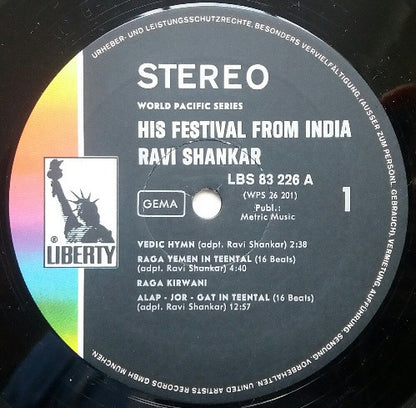 URHEBER- UND LEISTUNGSSCHUTZRECHTE, BESONDERS VERVIELFÄLTIGUNG (AUSSER ZUM PERSÖNL. GEBRAUCH), VERMIETUNG, AUFFÜHRUNG, SENDUNG, VORBEHALTEN. UNITED ARTISTS RECORDS GMBH MÜNCHEN
STEREO
WORLD PACIFIC SERIES
HIS FESTIVAL FROM INDIA
RAVI SHANKAR
LBS 83 226 A
(WPS 26 201)
GEMA
Publ.:
Metric Music
1
VEDIC HYMN (adpt. Ravi Shankar) 2:38
RAGA YEMEN IN TEENTAL (16 Beats)
(adpt. Ravi Shankar) 4:40
RAGA KIRWANI
ALAP - JOR - GAT IN TEENTAL (16 Beats)
(adpt. Ravi Shankar) 12:57
® LIBERTY